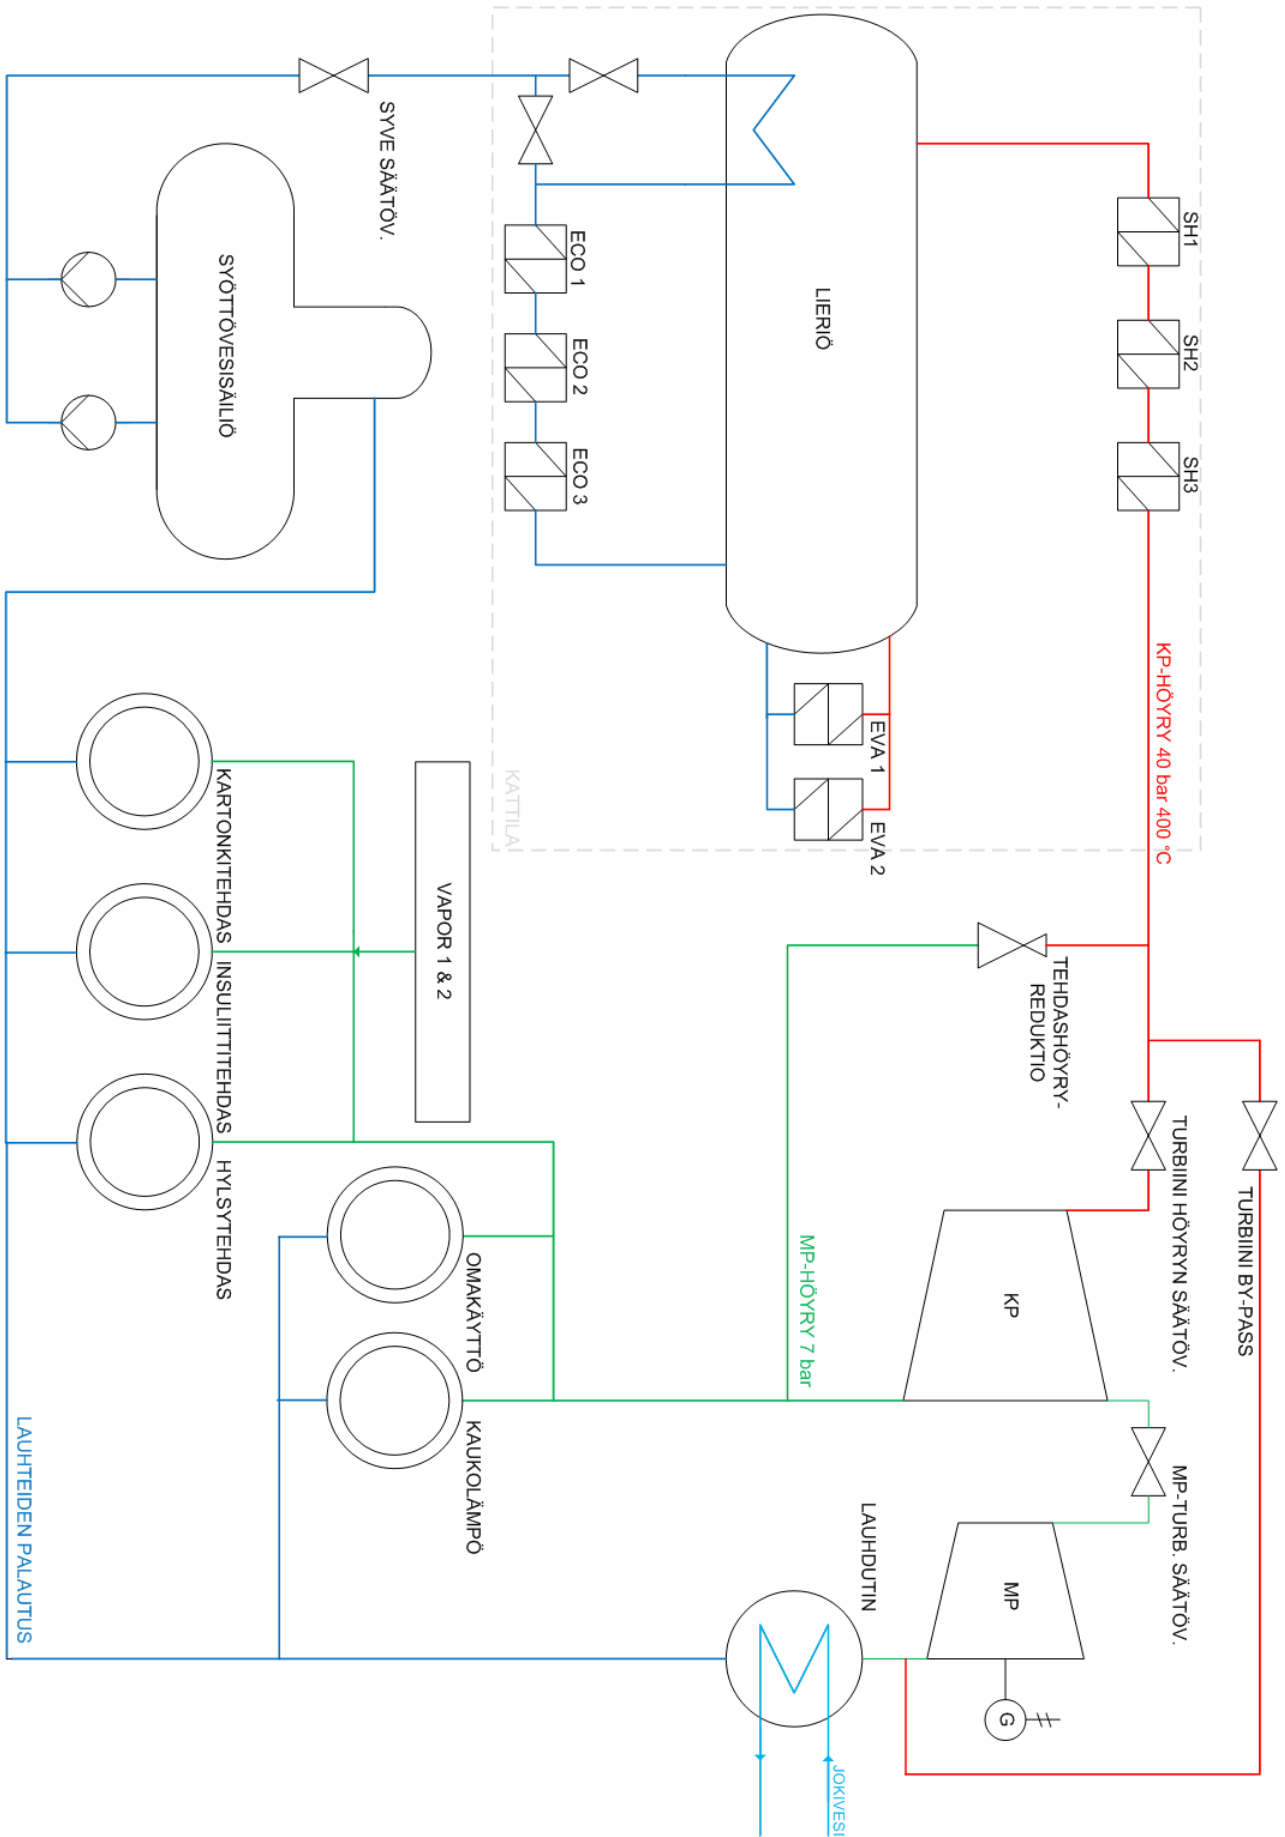 SH1
SH2
SH3
KP-HÖYRY 40 bar 400 °C
TURBIINI BY-PASS
TURBIINI HÖYRYN SÄÄTÖV.
MP-TURB. SÄÄTÖV.
TEHDASHÖYRY-
REDUKTIO
KP
MP
G
LIERIÖ
EVA 1
EVA 2
MP-HÖYRY 7 bar
LAUHDUTIN
JOKIVESI
ECO 1
ECO 2
ECO 3
KATTILA
SYVE SÄÄTÖV.
VAPOR 1 & 2
OMAKÄYTTÖ
KAUKOLÄMPÖ
SYÖTTÖVESISÄILIÖ
KARTONKITEHDAS
INSULIITTITEHDAS
HYLSYTEHDAS
LAUHTEIDEN PALAUTUS